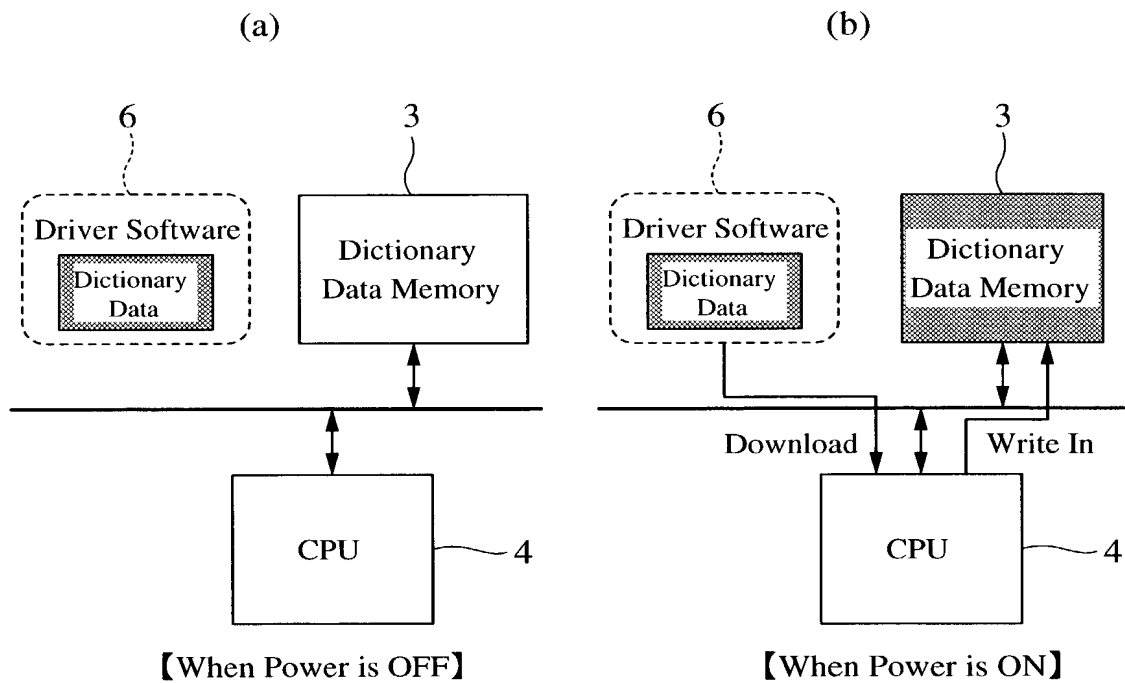 (a)
6
3
Driver Software
Dictionary
Data
Dictionary
Data Memory
CPU
4
【When Power is OFF】
(b)
6
3
Driver Software
Dictionary
Data
Dictionary
Data Memory
Download
Write In
CPU
4
【When Power is ON】